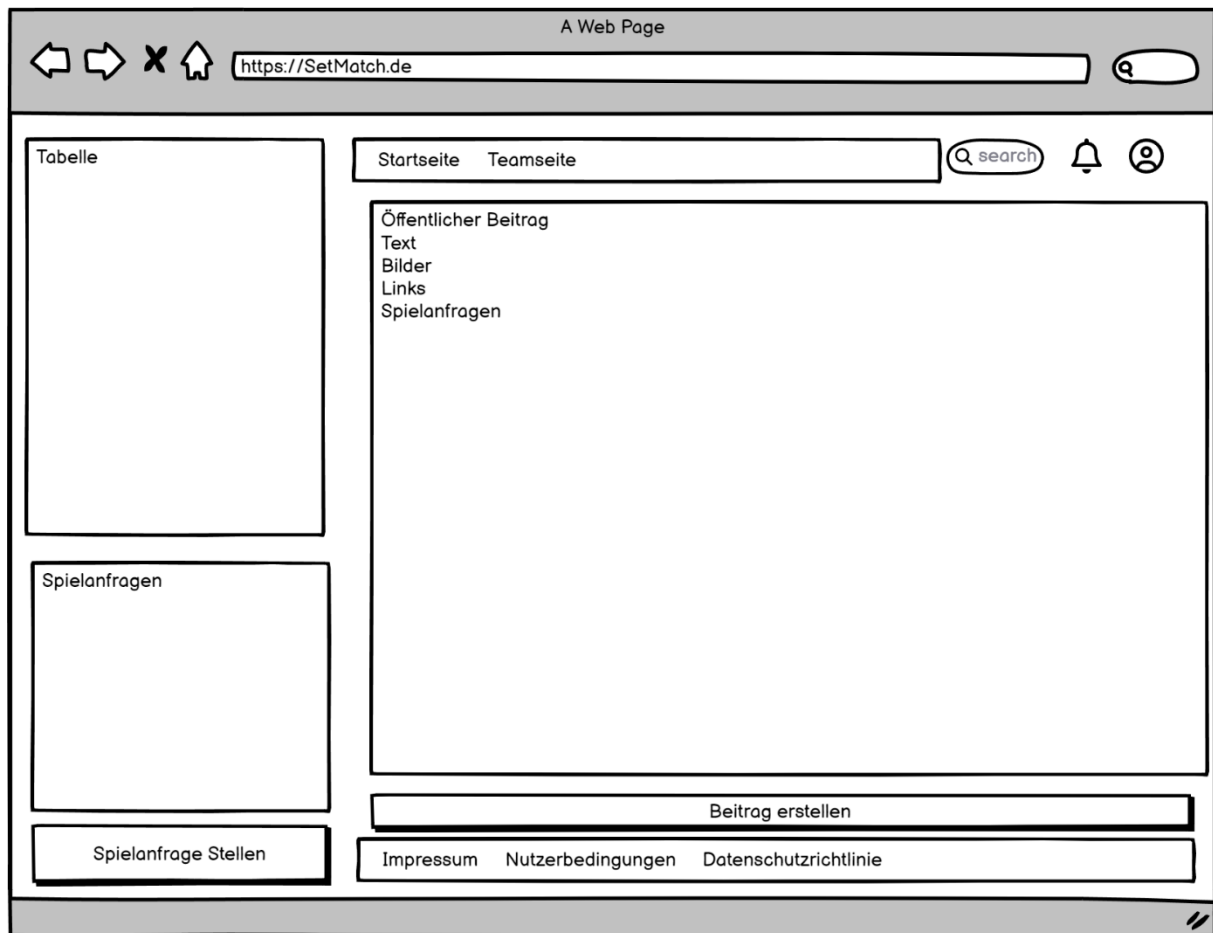 A Web Page
https://SetMatch.de
Tabelle
Startseite Teamseite
search
Öffentlicher Beitrag
Text
Bilder
Links
Spielanfragen
Spielanfragen
Beitrag erstellen
Spielanfrage Stellen
Impressum Nutzerbedingungen Datenschutzrichtlinie